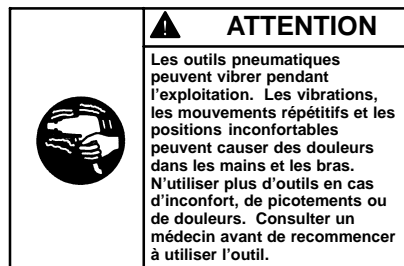 ATTENTION
Les outils pneumatiques
peuvent vibrer pendant
l'exploitation. Les vibrations,
les mouvements répétitifs et les
positions inconfortables
peuvent causer des douleurs
dans les mains et les bras.
N'utiliser plus d'outils en cas
d'inconfort, de picotements ou
de douleurs. Consulter un
médecin avant de recommencer
à utiliser l'outil.